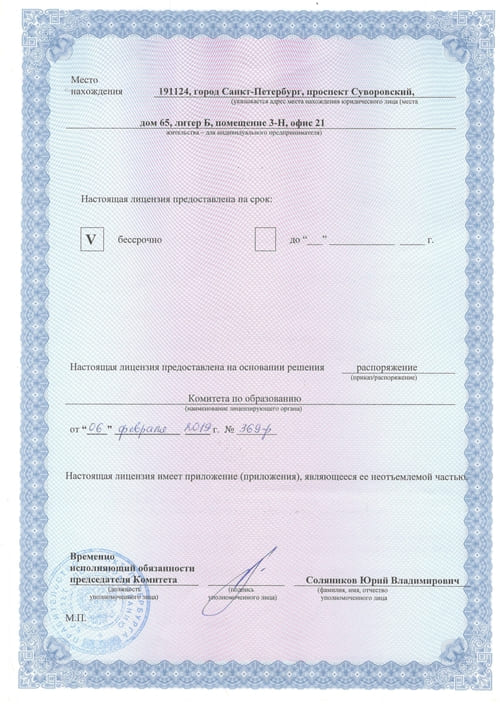 Место
нахождения 191124, город Санкт-Петербург, проспект Суворовский,
(указывается адрес места нахождения юридического лица (места
дом 65, литер Б, помещение 3-Н, офис 21
жительства – для индивидуального предпринимателя)
Настоящая лицензия предоставлена на срок:
V бессрочно до “___” ______________ _____ г.
Настоящая лицензия предоставлена на основании решения распоряжение
(приказ/распоряжение)
Комитета по образованию
(наименование лицензирующего органа)
от “06” февраля 2019 г. № 369-р
Настоящая лицензия имеет приложение (приложения), являющееся ее неотъемлемой частью.
Временно
исполняющий обязанности
председателя Комитета Соляников Юрий Владимирович
(должность (подпись (фамилия, имя, отчество
уполномоченного лица) уполномоченного лица) уполномоченного лица
М.П.